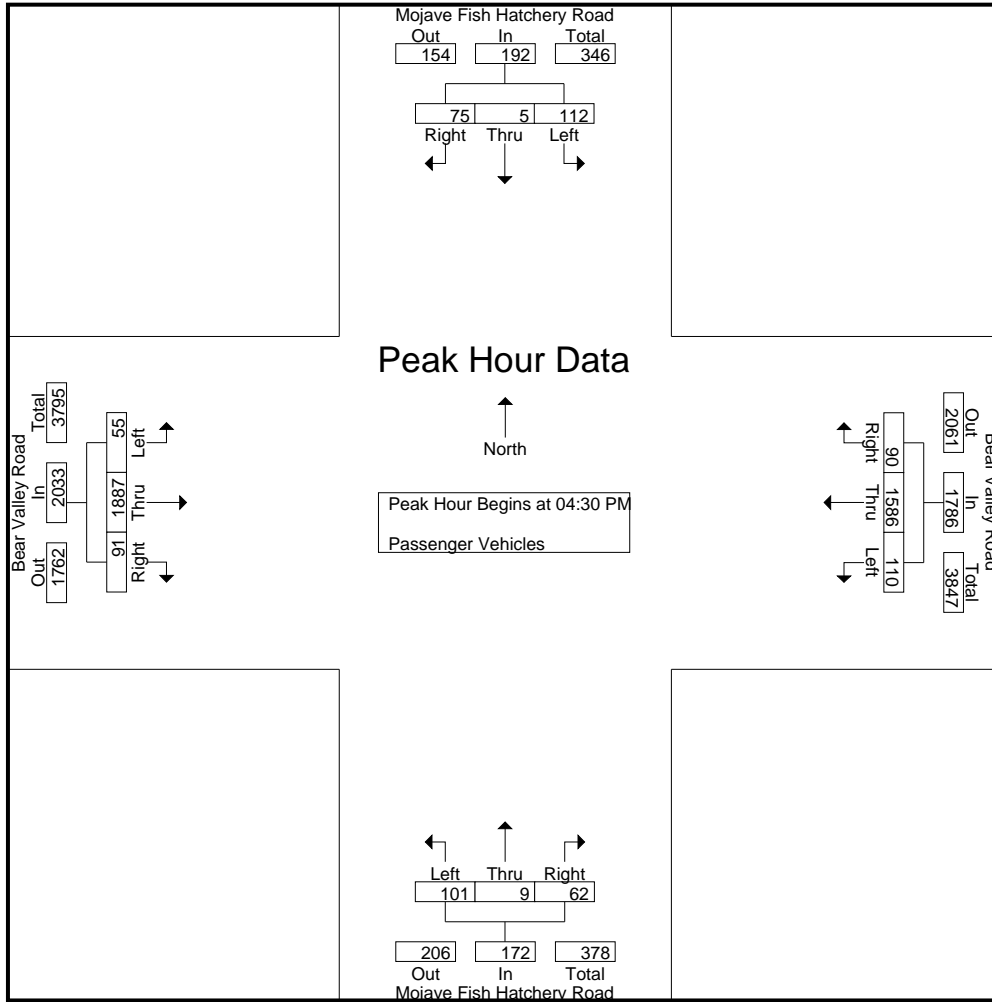 Mojave Fish Hatchery Road
Out In Total
154 192 346
75 5 112
Right Thru Left
Peak Hour Data
North
Peak Hour Begins at 04:30 PM
Passenger Vehicles
Bear Valley Road
Out In Total
1762 2033 3795
91 1887 55
Right Thru Left
Bear Valley Road
Out In Total
2061 1786 3847
90 1586 110
Right Thru Left
Left Thru Right
101 9 62
206 172 378
Out In Total
Mojave Fish Hatchery Road